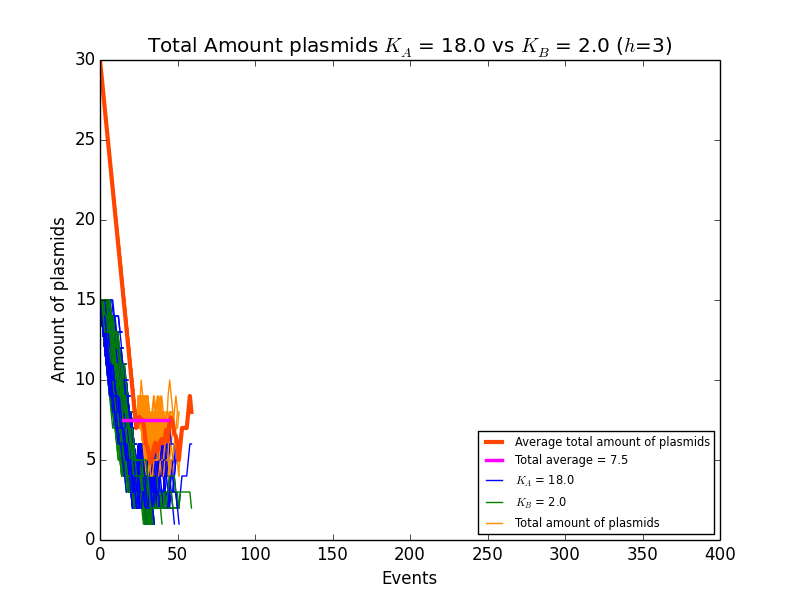 Total Amount plasmids K_A = 18.0 vs K_B = 2.0 (h=3)
30
25
20
15
10
5
0
Amount of plasmids
Average total amount of plasmids
Total average = 7.5
K_A = 18.0
K_B = 2.0
Total amount of plasmids
0 50 100 150 200 250 300 350 400
Events